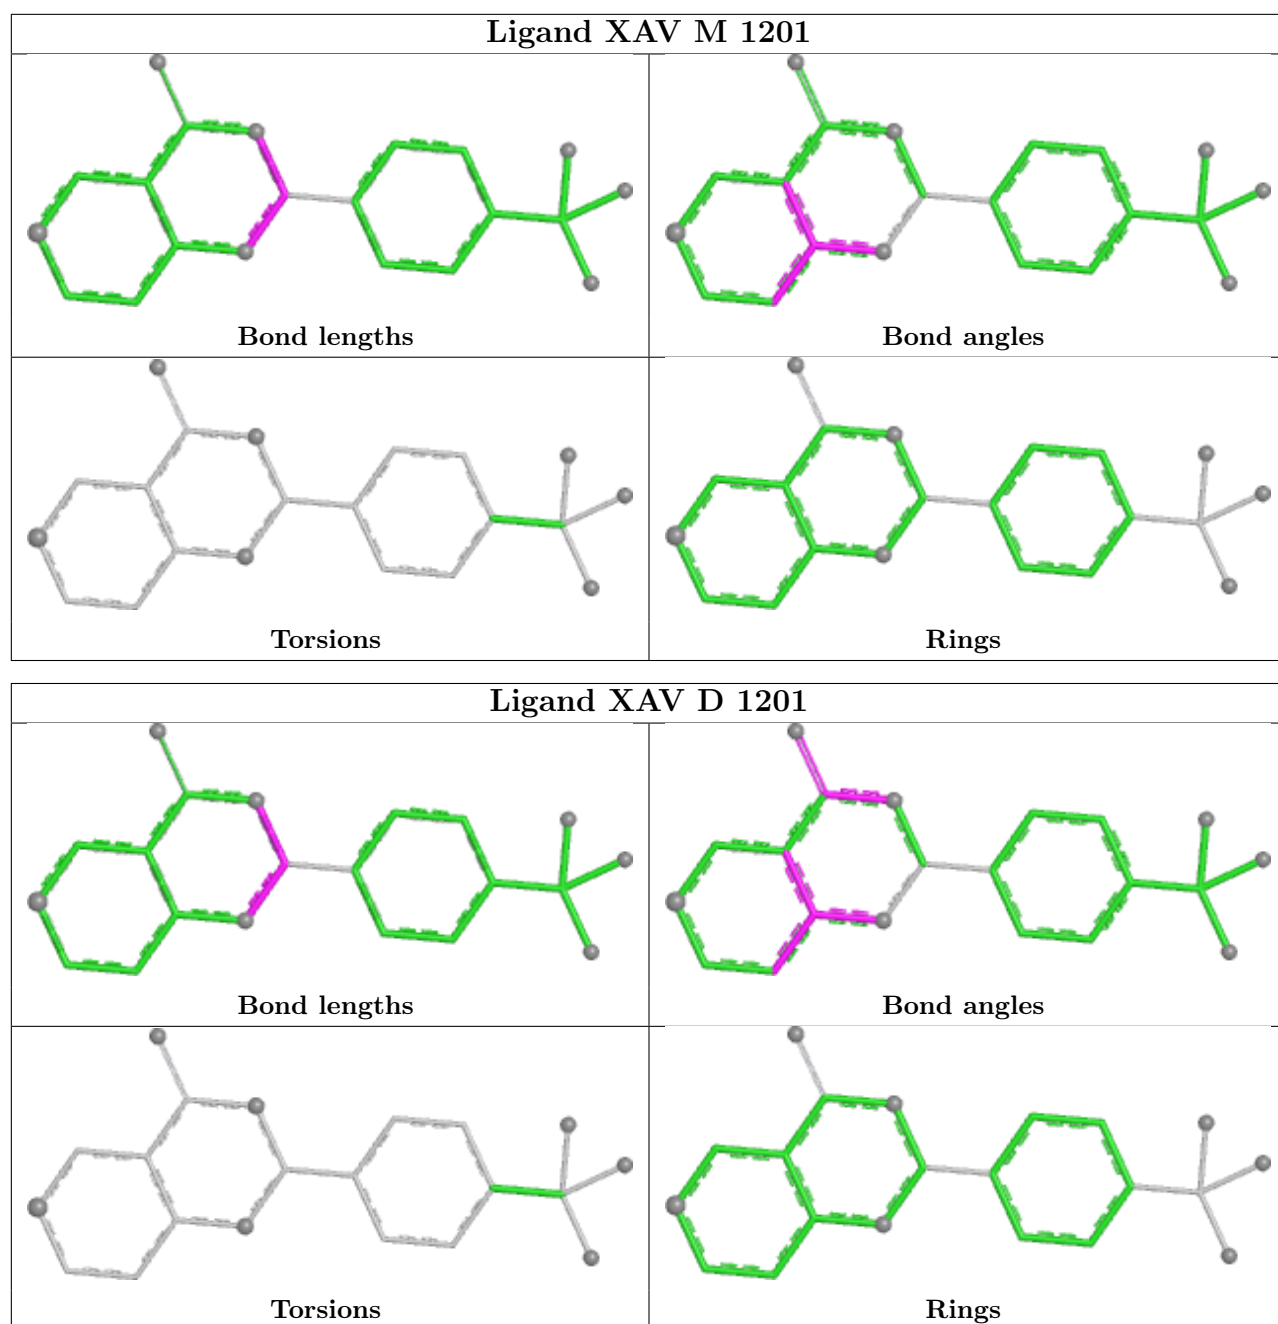 Ligand XAV M 1201
Bond lengths
Bond angles
Torsions
Rings
Ligand XAV D 1201
Bond lengths
Bond angles
Torsions
Rings